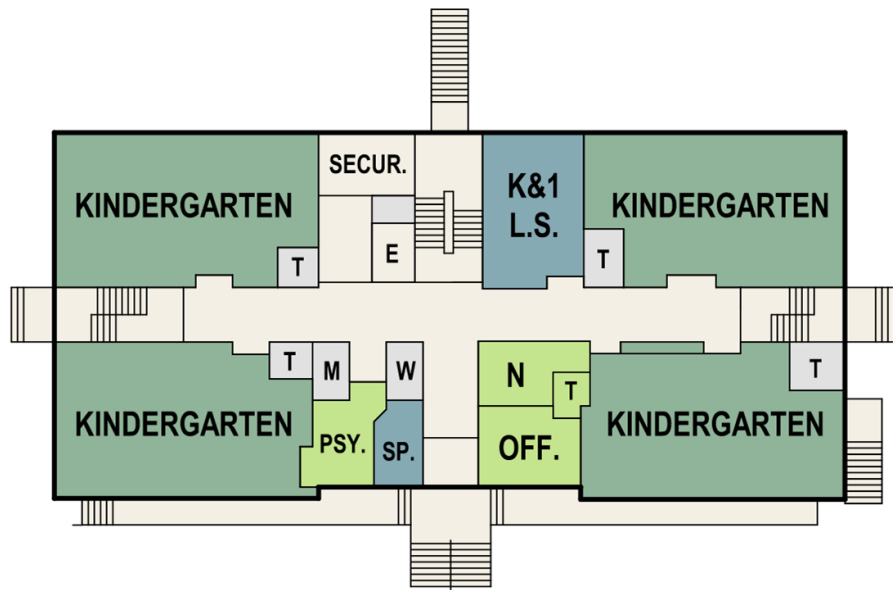 SECUR.
K&1
L.S.
KINDERGARTEN
KINDERGARTEN
E
T
T
T
M
W
N
T
T
KINDERGARTEN
PSY.
SP.
OFF.
KINDERGARTEN